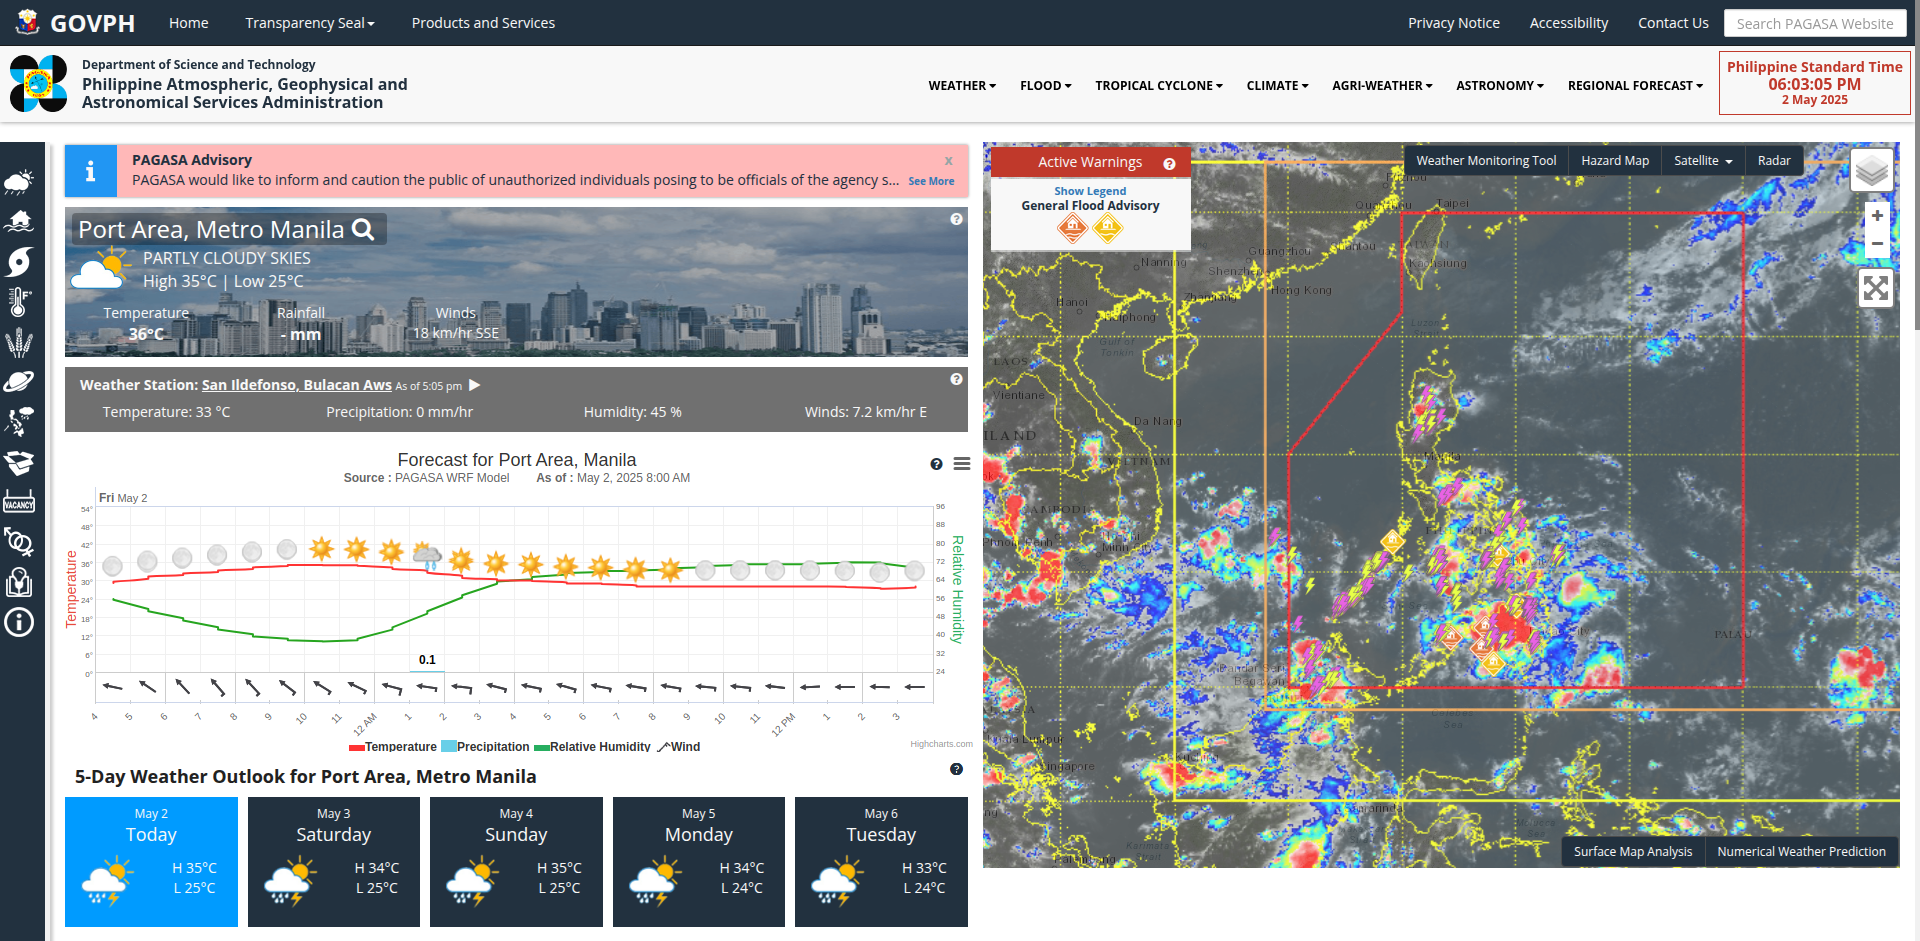 GOVPH
Home
Transparency Seal
Products and Services
Privacy Notice
Accessibility
Contact Us
Search PAGASA Website
Department of Science and Technology
Philippine Atmospheric, Geophysical and
Astronomical Services Administration
WEATHER
FLOOD
TROPICAL CYCLONE
CLIMATE
AGRI-WEATHER
ASTRONOMY
REGIONAL FORECAST
Philippine Standard Time
06:03:05 PM
2 May 2025
PAGASA Advisory
x
PAGASA would like to inform and caution the public of unauthorized individuals posing to be officials of the agency s...
See More
Port Area, Metro Manila
PARTLY CLOUDY SKIES
High 35°C | Low 25°C
Temperature
Rainfall
Winds
36°C
- mm
18 km/hr SSE
Weather Station: San Ildefonso, Bulacan Aws As of 5:05 pm
Temperature: 33 °C
Precipitation: 0 mm/hr
Humidity: 45 %
Winds: 7.2 km/hr E
Forecast for Port Area, Manila
Source : PAGASA WRF Model As of : May 2, 2025 8:00 AM
Fri May 2
54°
48°
42°
36°
30°
24°
18°
12°
6°
0°
Temperature
96
88
80
72
64
56
48
40
32
24
Relative Humidity
0.1
4
5
6
7
8
9
10
11
12 AM
1
2
3
4
5
6
7
8
9
10
11
12 PM
1
2
3
Temperature
Precipitation
Relative Humidity
Wind
Highcharts.com
5-Day Weather Outlook for Port Area, Metro Manila
May 2
Today
H 35°C
L 25°C
May 3
Saturday
H 34°C
L 25°C
May 4
Sunday
H 35°C
L 25°C
May 5
Monday
H 34°C
L 24°C
May 6
Tuesday
H 33°C
L 24°C
VACANCY
Active Warnings
Show Legend
General Flood Advisory
Weather Monitoring Tool
Hazard Map
Satellite
Radar
+
−
Taipei
Guangzhou
Nanning
Kaohsiung
Hong Kong
Hanoi
Haiphong
Gulf of
Tonkin
LAOS
Vientiane
Da Nang
VIETNAM
Manila
Minh
Singapore
Celebes
Sea
Karimata
Surface Map Analysis
Numerical Weather Prediction